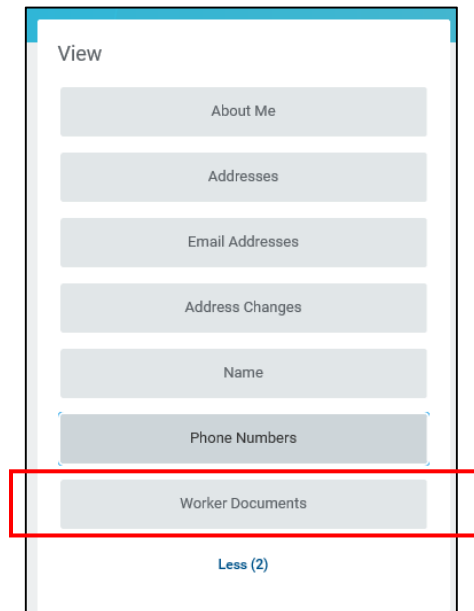 View
About Me
Addresses
Email Addresses
Address Changes
Name
Phone Numbers
Worker Documents
Less (2)